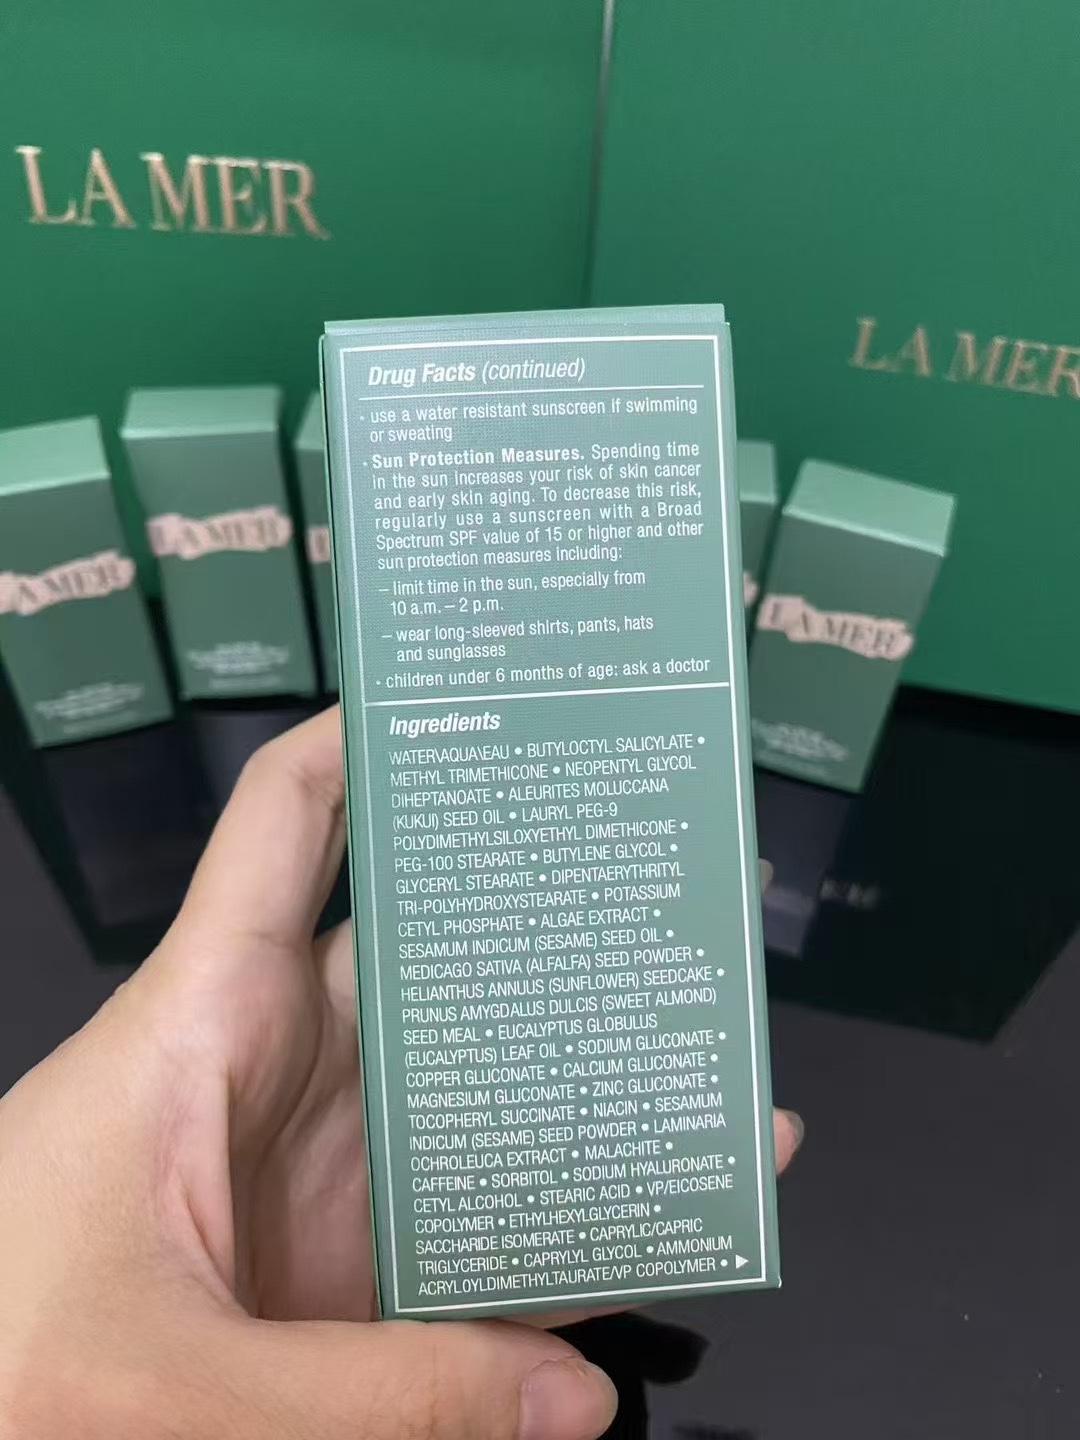 LA MER
LA MER
A MER
LA MER
LA MER
Drug Facts (continued)
· use a water resistant sunscreen if swimming
or sweating
· Sun Protection Measures. Spending time
in the sun increases your risk of skin cancer
and early skin aging. To decrease this risk,
regularly use a sunscreen with a Broad
Spectrum SPF value of 15 or higher and other
sun protection measures including:
– limit time in the sun, especially from
10 a.m. – 2 p.m.
– wear long-sleeved shirts, pants, hats
and sunglasses
· children under 6 months of age: ask a doctor
Ingredients
WATER\AQUA\EAU • BUTYLOCTYL SALICYLATE •
METHYL TRIMETHICONE • NEOPENTYL GLYCOL
DIHEPTANOATE • ALEURITES MOLUCCANA
(KUKUI) SEED OIL • LAURYL PEG-9
POLYDIMETHYLSILOXYETHYL DIMETHICONE •
PEG-100 STEARATE • BUTYLENE GLYCOL •
GLYCERYL STEARATE • DIPENTAERYTHRITYL
TRI-POLYHYDROXYSTEARATE • POTASSIUM
CETYL PHOSPHATE • ALGAE EXTRACT •
SESAMUM INDICUM (SESAME) SEED OIL •
MEDICAGO SATIVA (ALFALFA) SEED POWDER •
HELIANTHUS ANNUUS (SUNFLOWER) SEEDCAKE •
PRUNUS AMYGDALUS DULCIS (SWEET ALMOND)
SEED MEAL • EUCALYPTUS GLOBULUS
(EUCALYPTUS) LEAF OIL • SODIUM GLUCONATE •
COPPER GLUCONATE • CALCIUM GLUCONATE •
MAGNESIUM GLUCONATE • ZINC GLUCONATE •
TOCOPHERYL SUCCINATE • NIACIN • SESAMUM
INDICUM (SESAME) SEED POWDER • LAMINARIA
OCHROLEUCA EXTRACT • MALACHITE •
CAFFEINE • SORBITOL • SODIUM HYALURONATE •
CETYL ALCOHOL • STEARIC ACID • VP/EICOSENE
COPOLYMER • ETHYLHEXYLGLYCERIN •
SACCHARIDE ISOMERATE • CAPRYLIC/CAPRIC
TRIGLYCERIDE • CAPRYLYL GLYCOL • AMMONIUM
ACRYLOYLDIMETHYLTAURATE/VP COPOLYMER •